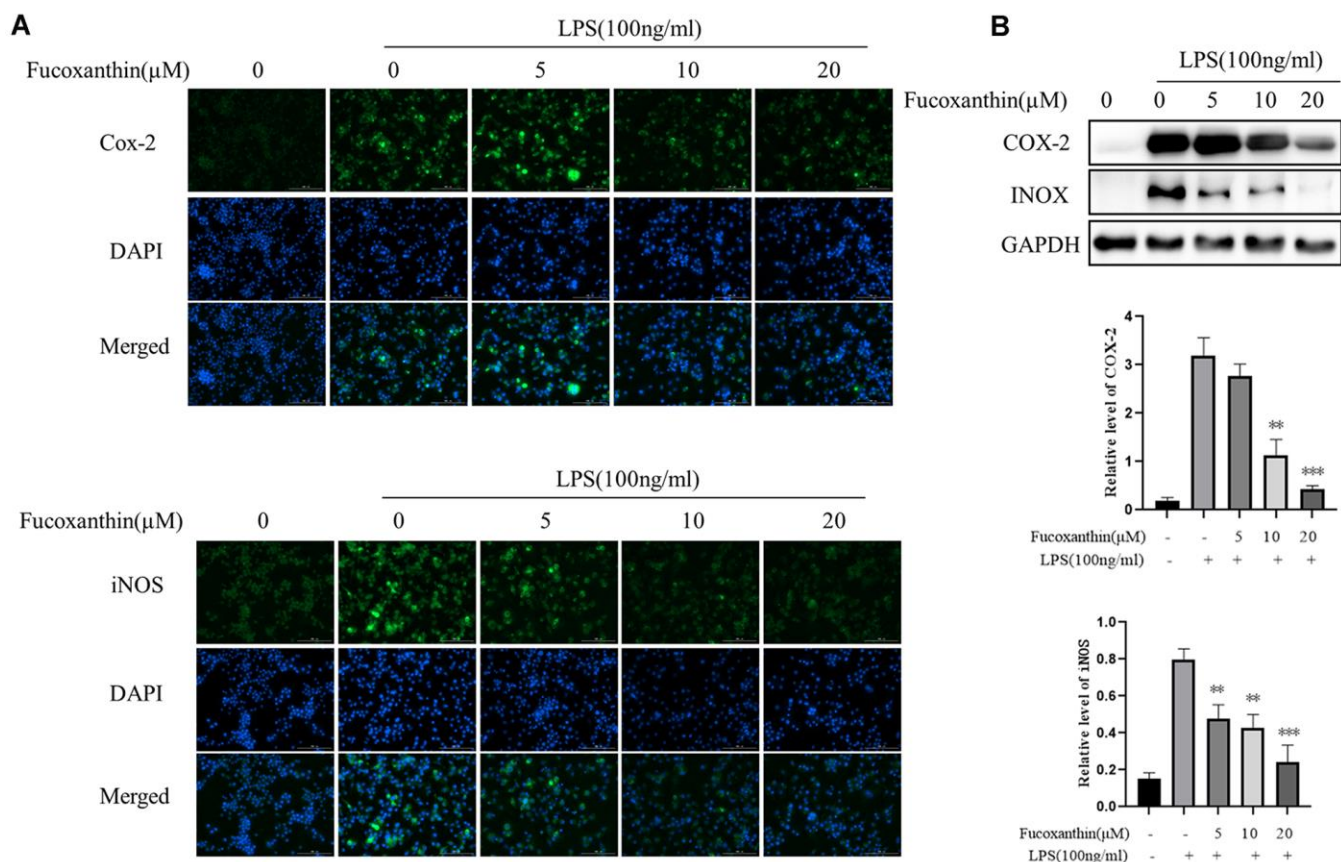 A
LPS(100ng/ml)
Fucoxanthin(µM) 0 0 5 10 20
Cox-2
DAPI
Merged
LPS(100ng/ml)
Fucoxanthin(µM) 0 0 5 10 20
iNOS
DAPI
Merged
B
LPS(100ng/ml)
Fucoxanthin(µM) 0 0 5 10 20
COX-2
INOX
GAPDH
Relative level of COX-2
4
3
2
1
0
**
***
Fucoxanthin(µM) - - 5 10 20
LPS(100ng/ml) - + + + +
Relative level of iNOS
1.0
0.8
0.6
0.4
0.2
0.0
**
**
***
Fucoxanthin(µM) - - 5 10 20
LPS(100ng/ml) - + + + +